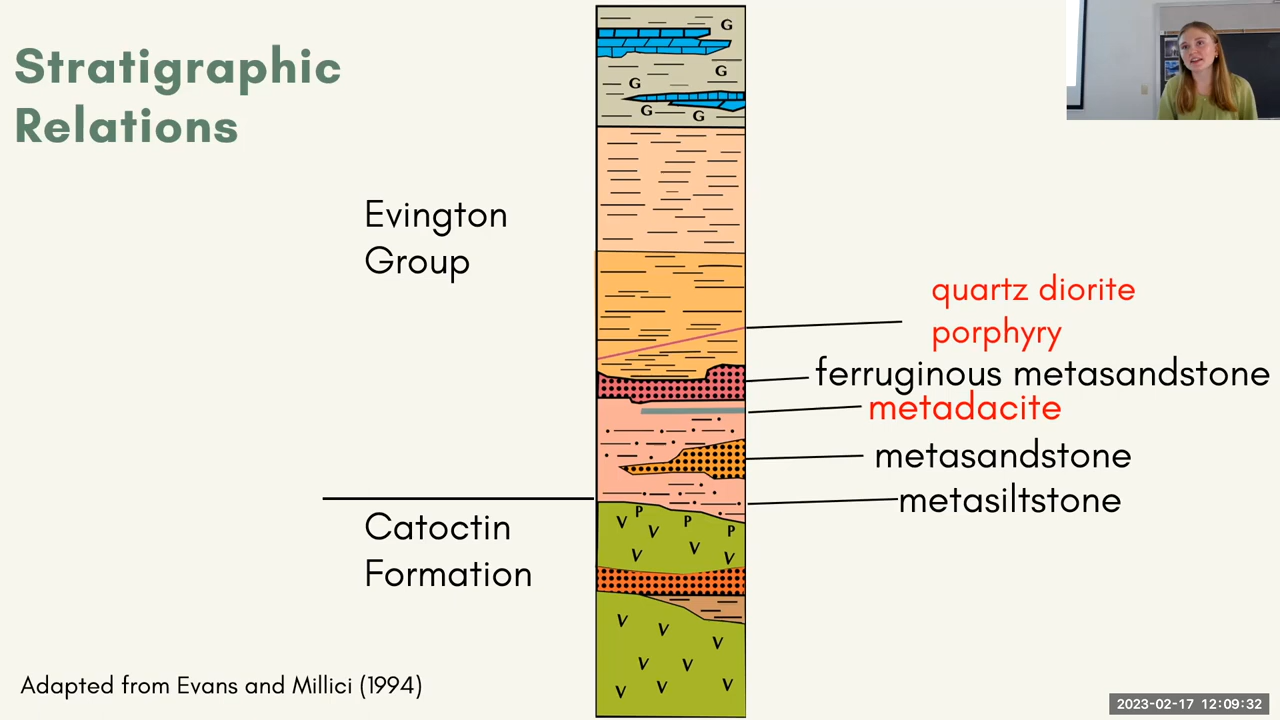 Stratigraphic
Relations
G
G
G
G
G
Evington
Group
quartz diorite
porphyry
ferruginous metasandstone
metadacite
metasandstone
metasiltstone
P
V
V
P
P
V
V
V
Catoctin
Formation
V
V
V
V
V
V
V
V
Adapted from Evans and Millici (1994)
2023-02-17 12:09:32